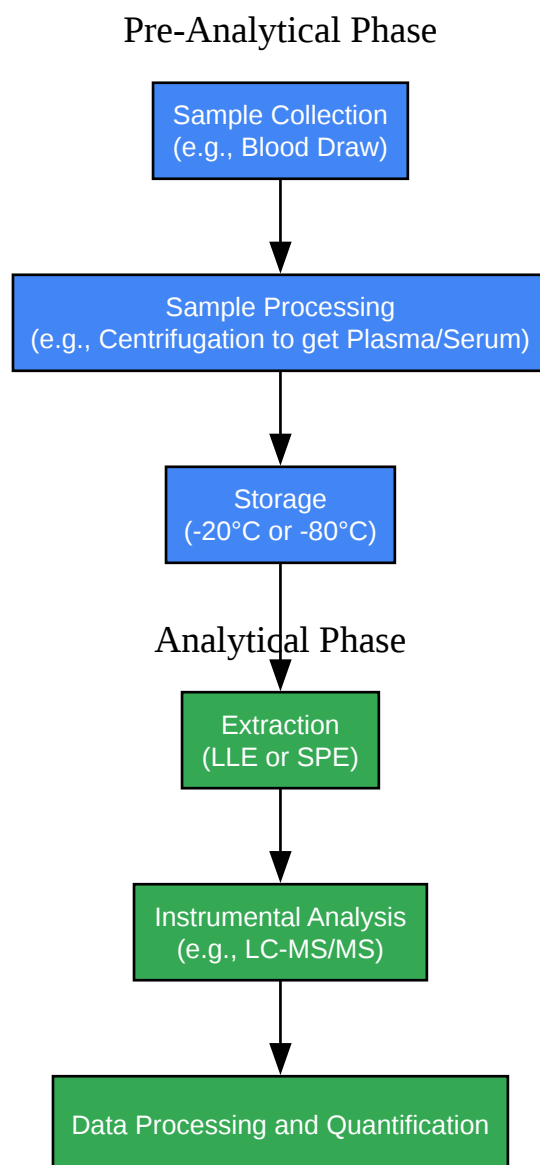 Pre-Analytical Phase
Sample Collection
(e.g., Blood Draw)
Sample Processing
(e.g., Centrifugation to get Plasma/Serum)
Storage
(-20°C or -80°C)
Analytical Phase
Extraction
(LLE or SPE)
Instrumental Analysis
(e.g., LC-MS/MS)
Data Processing and Quantification